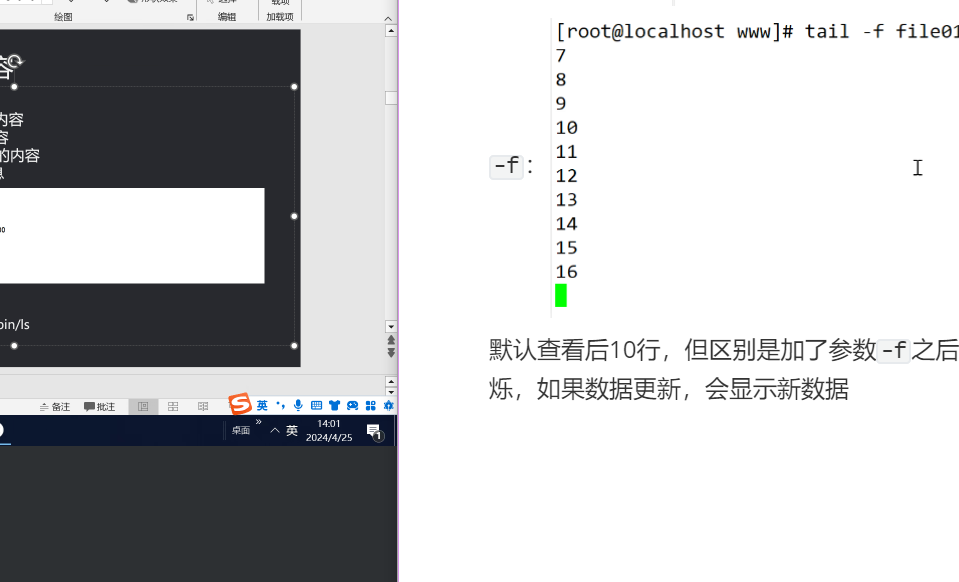 绘图
编辑
加载项
容
内容
容
的内容
息
bin/ls
备注
批注
英
桌面
英
14:01
2024/4/25
1
[root@localhost www]# tail -f file01
7
8
9
10
11
12
13
14
15
16
-f：
默认查看后10行，但区别是加了参数-f之后
烁，如果数据更新，会显示新数据